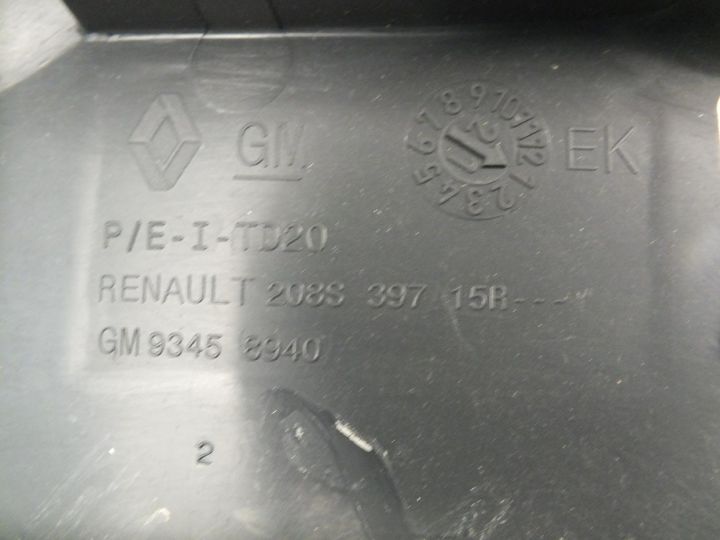 GM EK
P/E-I-TD20
RENAULT 208S 397 15R---
GM 9345 8940
2